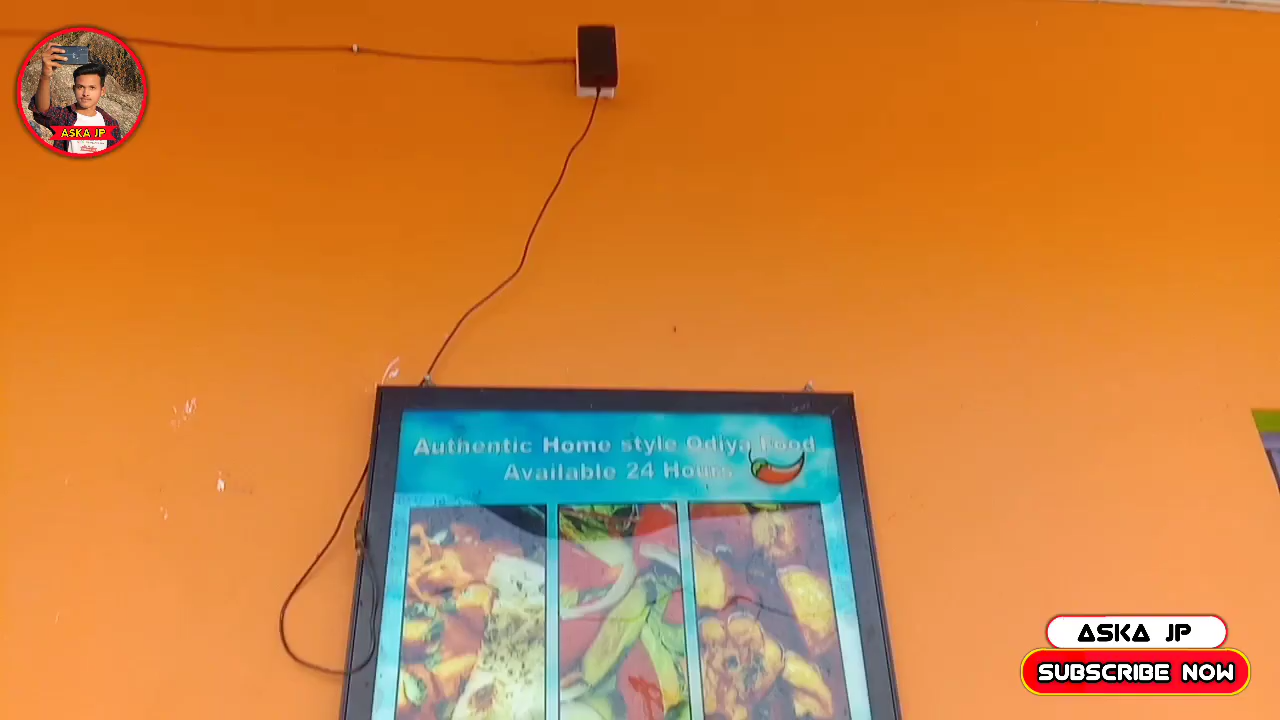 ASKA JP
Authentic Home style Odiya Food
Available 24 Hours
ASKA JP
SUBSCRIBE NOW